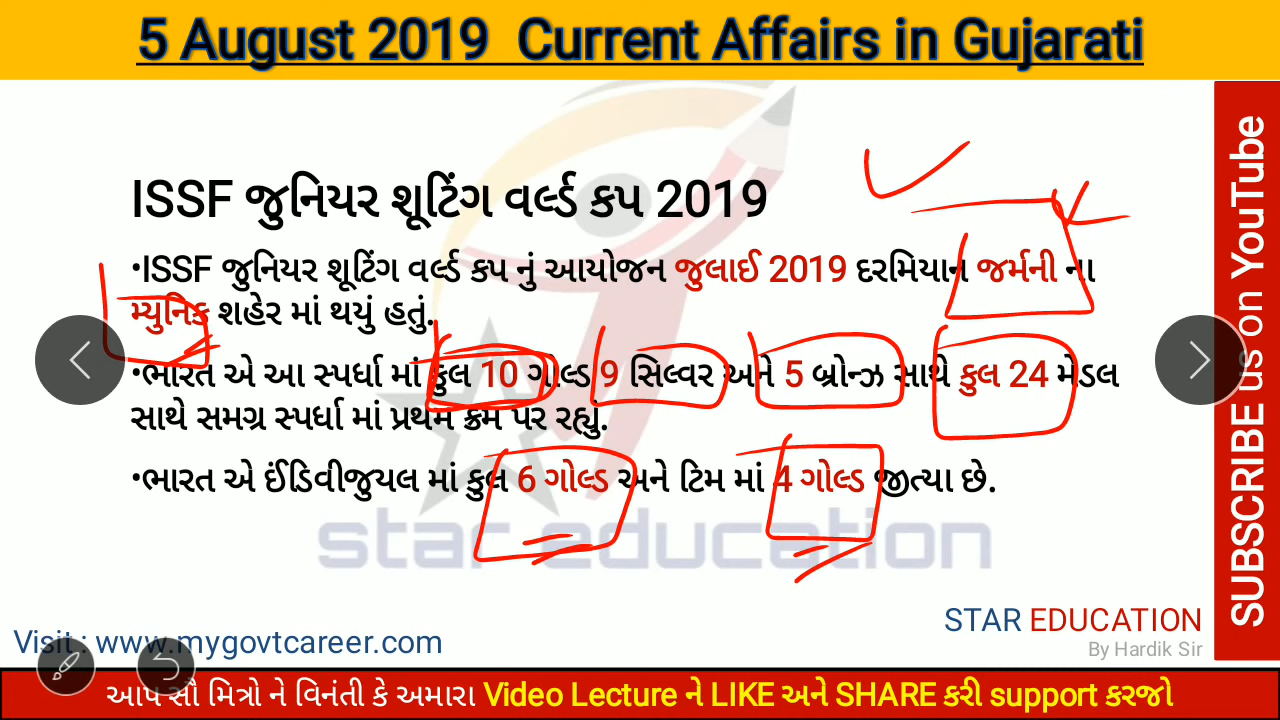 5 August 2019 Current Affairs in Gujarati
ISSF જુનિયર શૂટિંગ વર્લ્ડ કપ 2019
•ISSF જુનિયર શૂટિંગ વર્લ્ડ કપ નું આયોજન જુલાઈ 2019 દરમિયાન જર્મની ના
મ્યુનિક શહેર માં થયું હતું.
•ભારત એ આ સ્પર્ધા માં કુલ 10 ગોલ્ડ 9 સિલ્વર અને 5 બ્રોન્ઝ સાથે કુલ 24 મેડલ
સાથે સમગ્ર સ્પર્ધા માં પ્રથમ ક્રમ પર રહ્યું.
•ભારત એ ઈંડિવીજુયલ માં કુલ 6 ગોલ્ડ અને ટિમ માં 4 ગોલ્ડ જીત્યા છે.
star education
STAR EDUCATION
By Hardik Sir
Visit : www.mygovtcareer.com
SUBSCRIBE us on YouTube
આપ સૌ મિત્રો ને વિનંતી કે અમારા Video Lecture ને LIKE અને SHARE કરી support કરજો